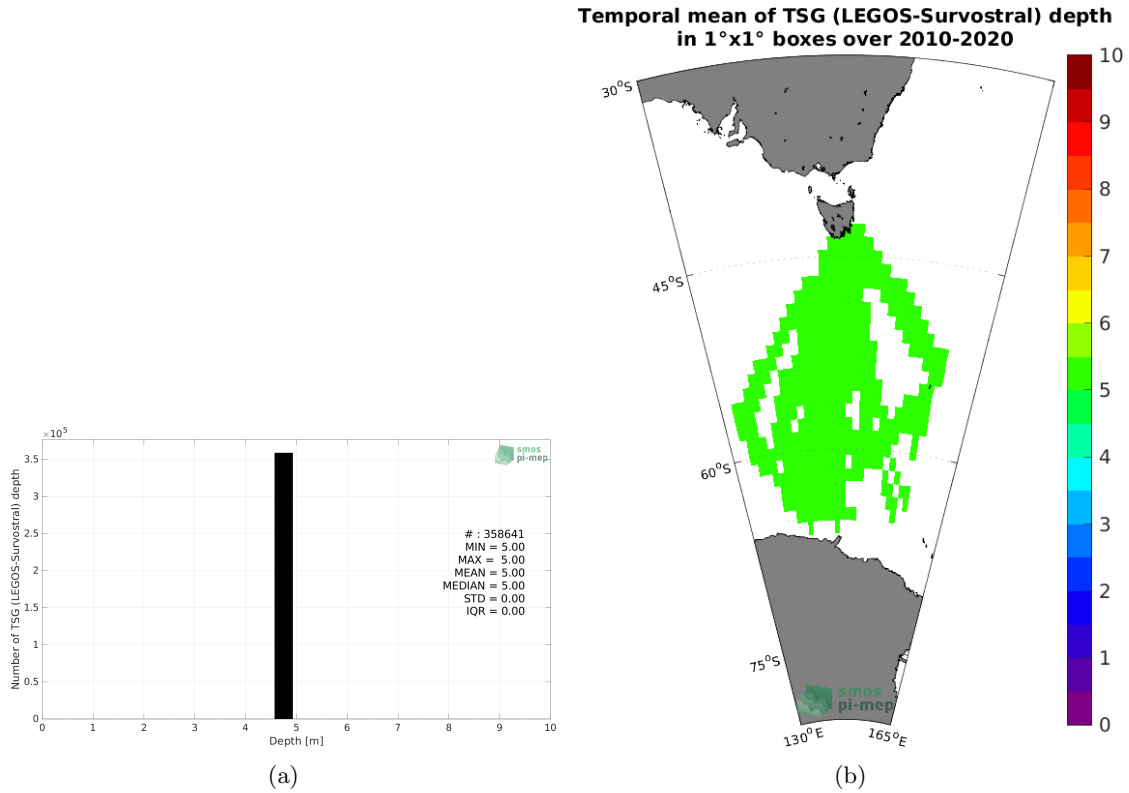 Temporal mean of TSG (LEGOS-Survostral) depth
in 1°x1° boxes over 2010-2020
30°S
45°S
60°S
75°S
130°E
165°E
smos
pi-mep
10
9
8
7
6
5
4
3
2
1
0
×10⁵
3.5
3
2.5
2
1.5
1
0.5
0
Number of TSG (LEGOS-Survostral) depth
smos
pi-mep
# : 358641
MIN = 5.00
MAX = 5.00
MEAN = 5.00
MEDIAN = 5.00
STD = 0.00
IQR = 0.00
0 1 2 3 4 5 6 7 8 9 10
Depth [m]
(a)
(b)